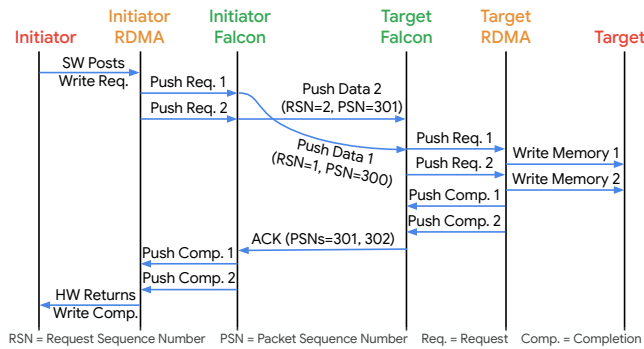 Initiator
Initiator
RDMA
Initiator
Falcon
Target
Falcon
Target
RDMA
Target
SW Posts
Write Req.
Push Req. 1
Push Data 2
(RSN=2, PSN=301)
Push Req. 2
Push Data 1
(RSN=1, PSN=300)
Push Req. 1
Write Memory 1
Push Req. 2
Write Memory 2
Push Comp. 1
Push Comp. 2
ACK (PSNs=301, 302)
Push Comp. 1
Push Comp. 2
HW Returns
Write Comp.
RSN = Request Sequence Number PSN = Packet Sequence Number Req. = Request Comp. = Completion